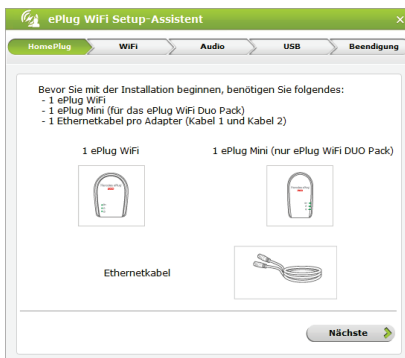 ePlug WiFi Setup-Assistent
HomePlug WiFi Audio USB Beendigung
Bevor Sie mit der Installation beginnen, benötigen Sie folgendes:
- 1 ePlug WiFi
- 1 ePlug Mini (für das ePlug WiFi Duo Pack)
- 1 Ethernetkabel pro Adapter (Kabel 1 und Kabel 2)
1 ePlug WiFi 1 ePlug Mini (nur ePlug WiFi DUO Pack)
Ethernetkabel
Nächste